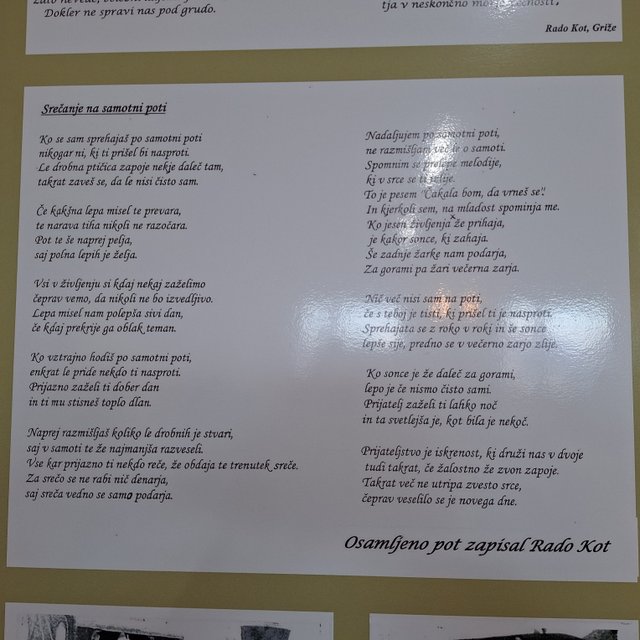 Dokler ne spravi nas pod grudo.
tja v neskončno
Rado Kot, Griže
Srečanje na samotni poti
Ko se sam sprehajaš po samotni poti
nikogar ni, ki ti prišel bi nasproti.
Le drobna ptičica zapoje nekje daleč tam,
takrat zaveš se, da le nisi čisto sam.
Če kakšna lepa misel te prevara,
te narava tiha nikoli ne razočara.
Pot te še naprej pelja,
saj polna lepih je želja.
Vsi v življenju si kdaj nekaj zaželimo
čeprav vemo, da nikoli ne bo izvedljivo.
Lepa misel nam polepša sivi dan,
če kdaj prekrije ga oblak teman.
Ko vztrajno hodiš po samotni poti,
enkrat le pride nekdo ti nasproti.
Prijazno zaželi ti dober dan
in ti mu stisneš toplo dlan.
Naprej razmišljaš koliko le drobnih je stvari,
saj v samoti te že najmanjša razveseli.
Vse kar prijazno ti nekdo reče, že obdaja te trenutek sreče.
Za srečo se ne rabi nič denarja,
saj sreča vedno se samo podarja.
Nadaljujem po samotni poti,
ne razmišljam več le o samoti.
Spomnim se prelepe melodije,
ki v srce se ti zlije.
To je pesem "Čakala bom, da vrneš se"!
In kjerkoli sem, na mladost spominja me.
Ko jesen življenja že prihaja,
je kakor sonce, ki zahaja.
Še zadnje žarke nam podarja,
Za gorami pa žari večerna zarja.
Nič več nisi sam na poti,
če s teboj je tisti, ki prišel ti je nasproti.
Sprehajata se z roko v roki in še sonce
lepše sije, predno se v večerno zarjo zlije.
Ko sonce je že daleč za gorami,
lepo je če nismo čisto sami.
Prijatelj zaželi ti lahko noč
in ta svetlejša je, kot bila je nekoč.
Prijateljstvo je iskrenost, ki druži nas v dvoje
tudi takrat, če žalostno že zvon zapoje.
Takrat več ne utripa zvesto srce,
čeprav veselilo se je novega dne.
Osamljeno pot zapisal Rado Kot